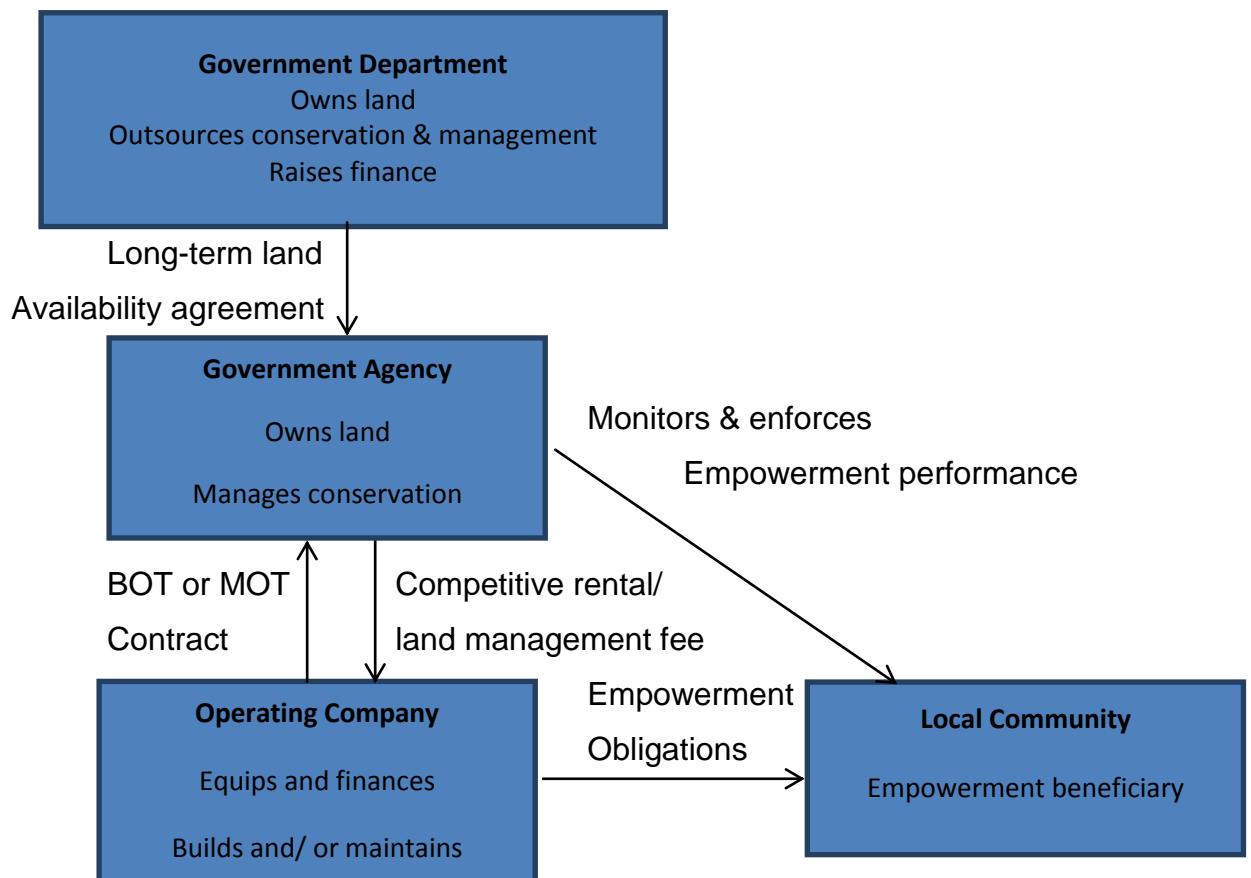 Government Department
Owns land
Outsources conservation & management
Raises finance
Long-term land
Availability agreement
Government Agency
Owns land
Manages conservation
Monitors & enforces
Empowerment performance
BOT or MOT
Contract
Competitive rental/
land management fee
Empowerment
Obligations
Operating Company
Equips and finances
Builds and/ or maintains
Local Community
Empowerment beneficiary